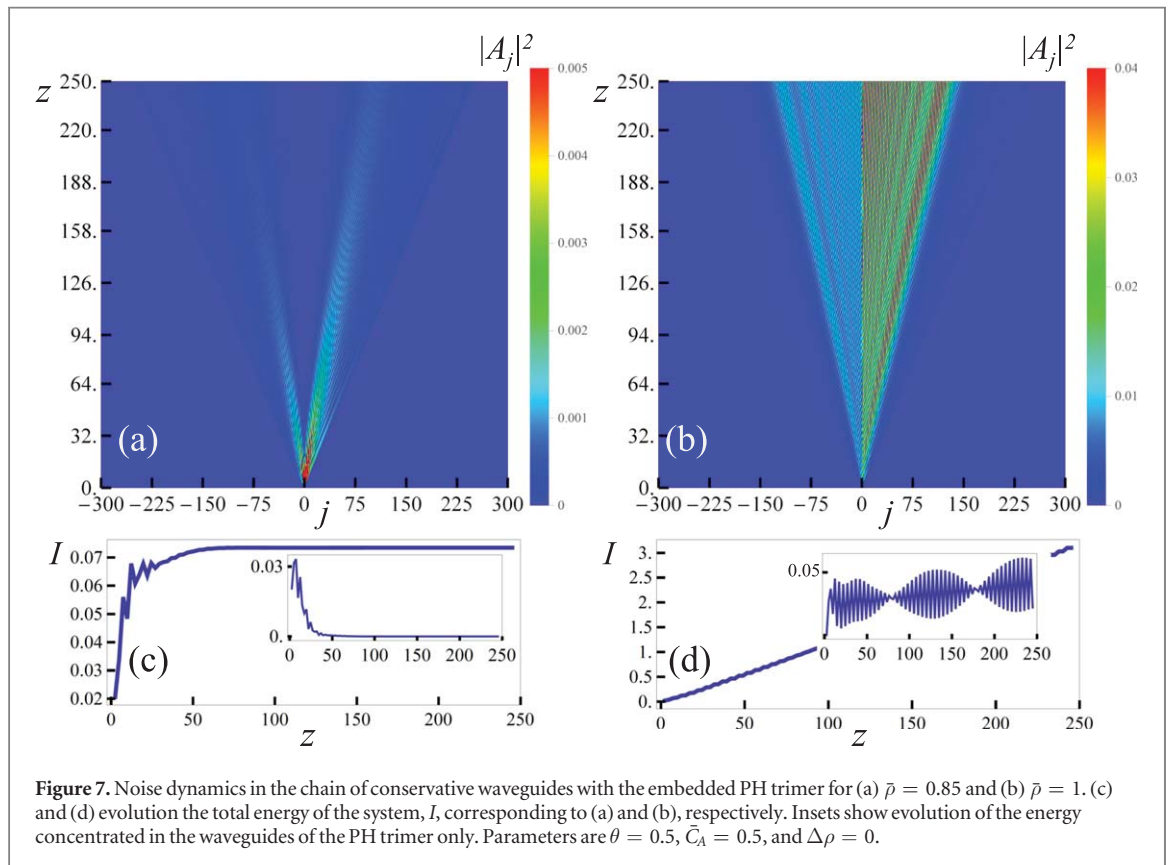 |A_j|^2
|A_j|^2
z
250.
220.
188.
158.
126.
94.
64.
32.
0.
(a)
−300 −225 −150 −75 0 75 150 225 300
j
0.005
0.004
0.003
0.002
0.001
0
z
250.
220.
188.
158.
126.
94.
64.
32.
0.
(b)
−300 −225 −150 −75 0 75 150 225 300
j
0.04
0.03
0.02
0.01
0
I
0.07
0.06
0.05
0.04
0.03
0.02
(c)
0 50 100 150 200 250
z
0.03
0.
0 50 100 150 200 250
I
3.
2.5
2.
1.5
1.
0.5
0.
(d)
0 50 100 150 200 250
z
0.05
0 50 100 150 200 250
Figure 7. Noise dynamics in the chain of conservative waveguides with the embedded PH trimer for (a) ρ̄ = 0.85 and (b) ρ̄ = 1. (c)
and (d) evolution the total energy of the system, I, corresponding to (a) and (b), respectively. Insets show evolution of the energy
concentrated in the waveguides of the PH trimer only. Parameters are θ = 0.5, C̄_A = 0.5, and Δρ = 0.